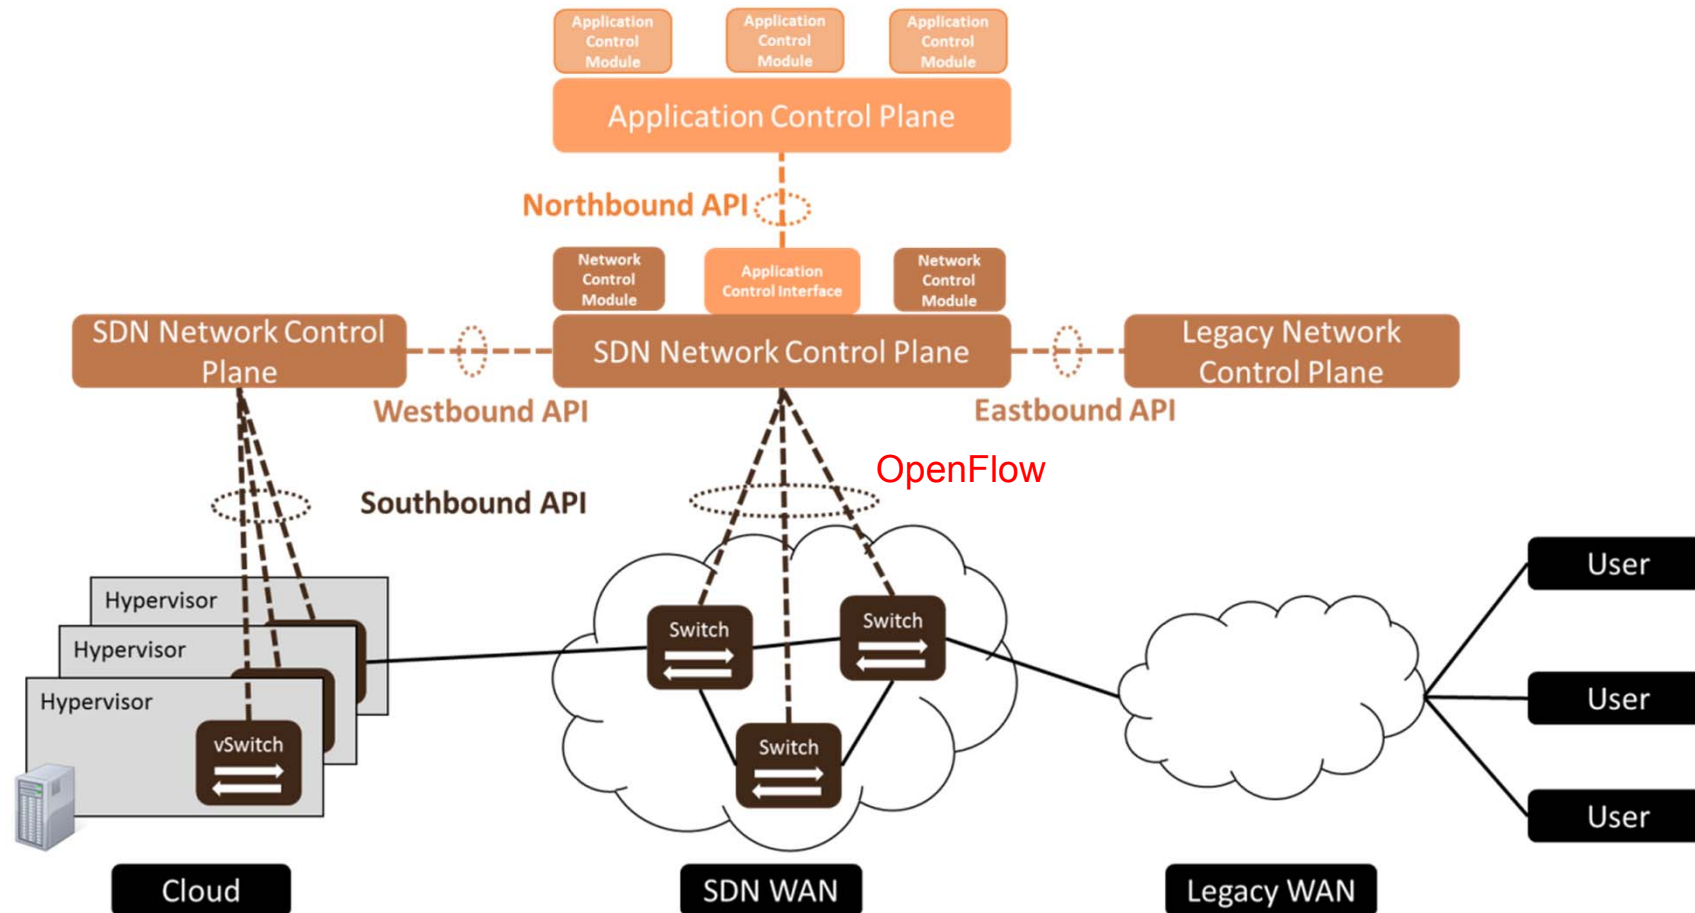 Application
Control
Module
Application
Control
Module
Application
Control
Module
Application Control Plane
Northbound API
Network
Control
Module
Application
Control Interface
Network
Control
Module
SDN Network Control
Plane
SDN Network Control Plane
Legacy Network
Control Plane
Westbound API
Eastbound API
OpenFlow
Southbound API
Hypervisor
Hypervisor
Hypervisor
vSwitch
Switch
Switch
Switch
User
User
User
Cloud
SDN WAN
Legacy WAN